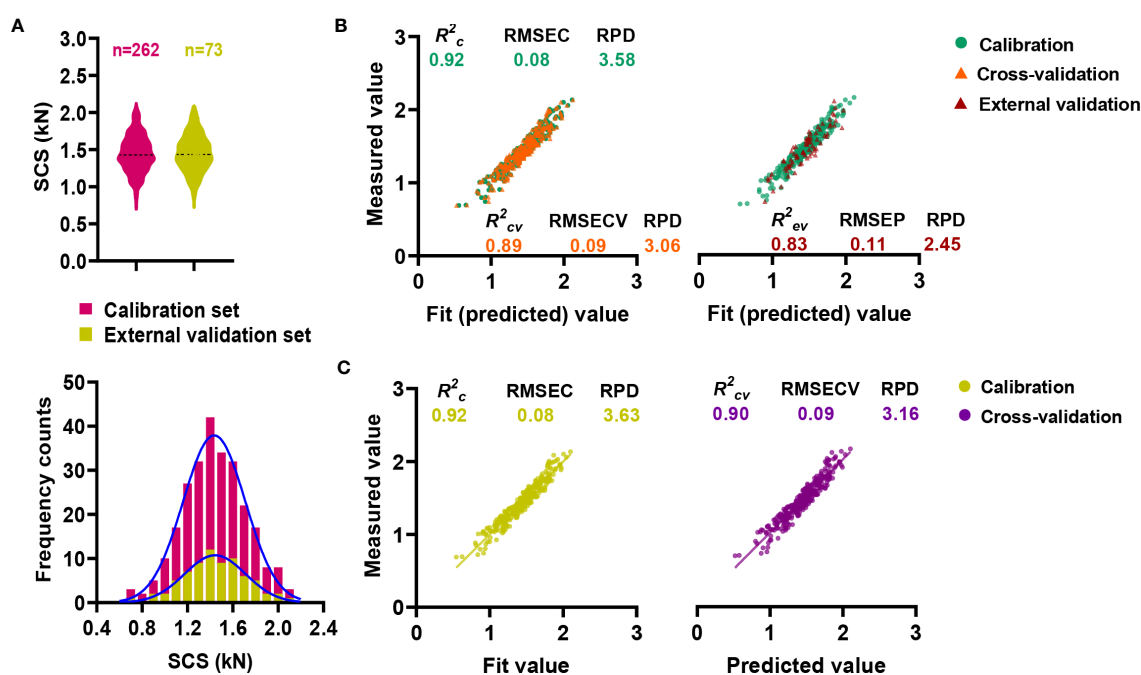 A
SCS (kN)
3.0
2.5
2.0
1.5
1.0
0.5
0.0
n=262 n=73
Calibration set
External validation set
Frequency counts
50
40
30
20
10
0
0.4 0.8 1.2 1.6 2.0 2.4
SCS (kN)
B
Measured value
3
2
1
0
R²c RMSEC RPD
0.92 0.08 3.58
R²cv RMSECV RPD
0.89 0.09 3.06
0 1 2 3
Fit (predicted) value
R²ev RMSEP RPD
0.83 0.11 2.45
0 1 2 3
Fit (predicted) value
Calibration
Cross-validation
External validation
C
Measured value
3
2
1
0
R²c RMSEC RPD
0.92 0.08 3.63
0 1 2 3
Fit value
R²cv RMSECV RPD
0.90 0.09 3.16
0 1 2 3
Predicted value
Calibration
Cross-validation